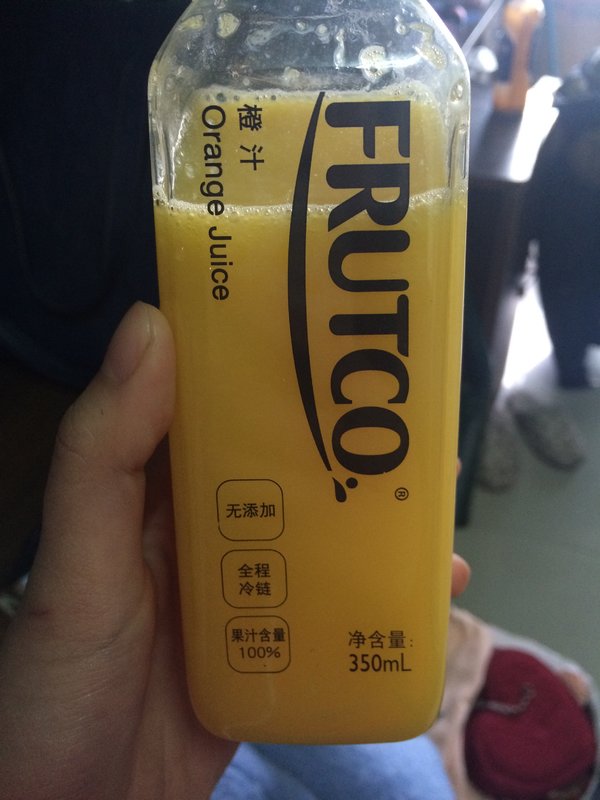 FRUTCO®
橙汁
Orange Juice
无添加
全程
冷链
果汁含量
100%
净含量:
350mL